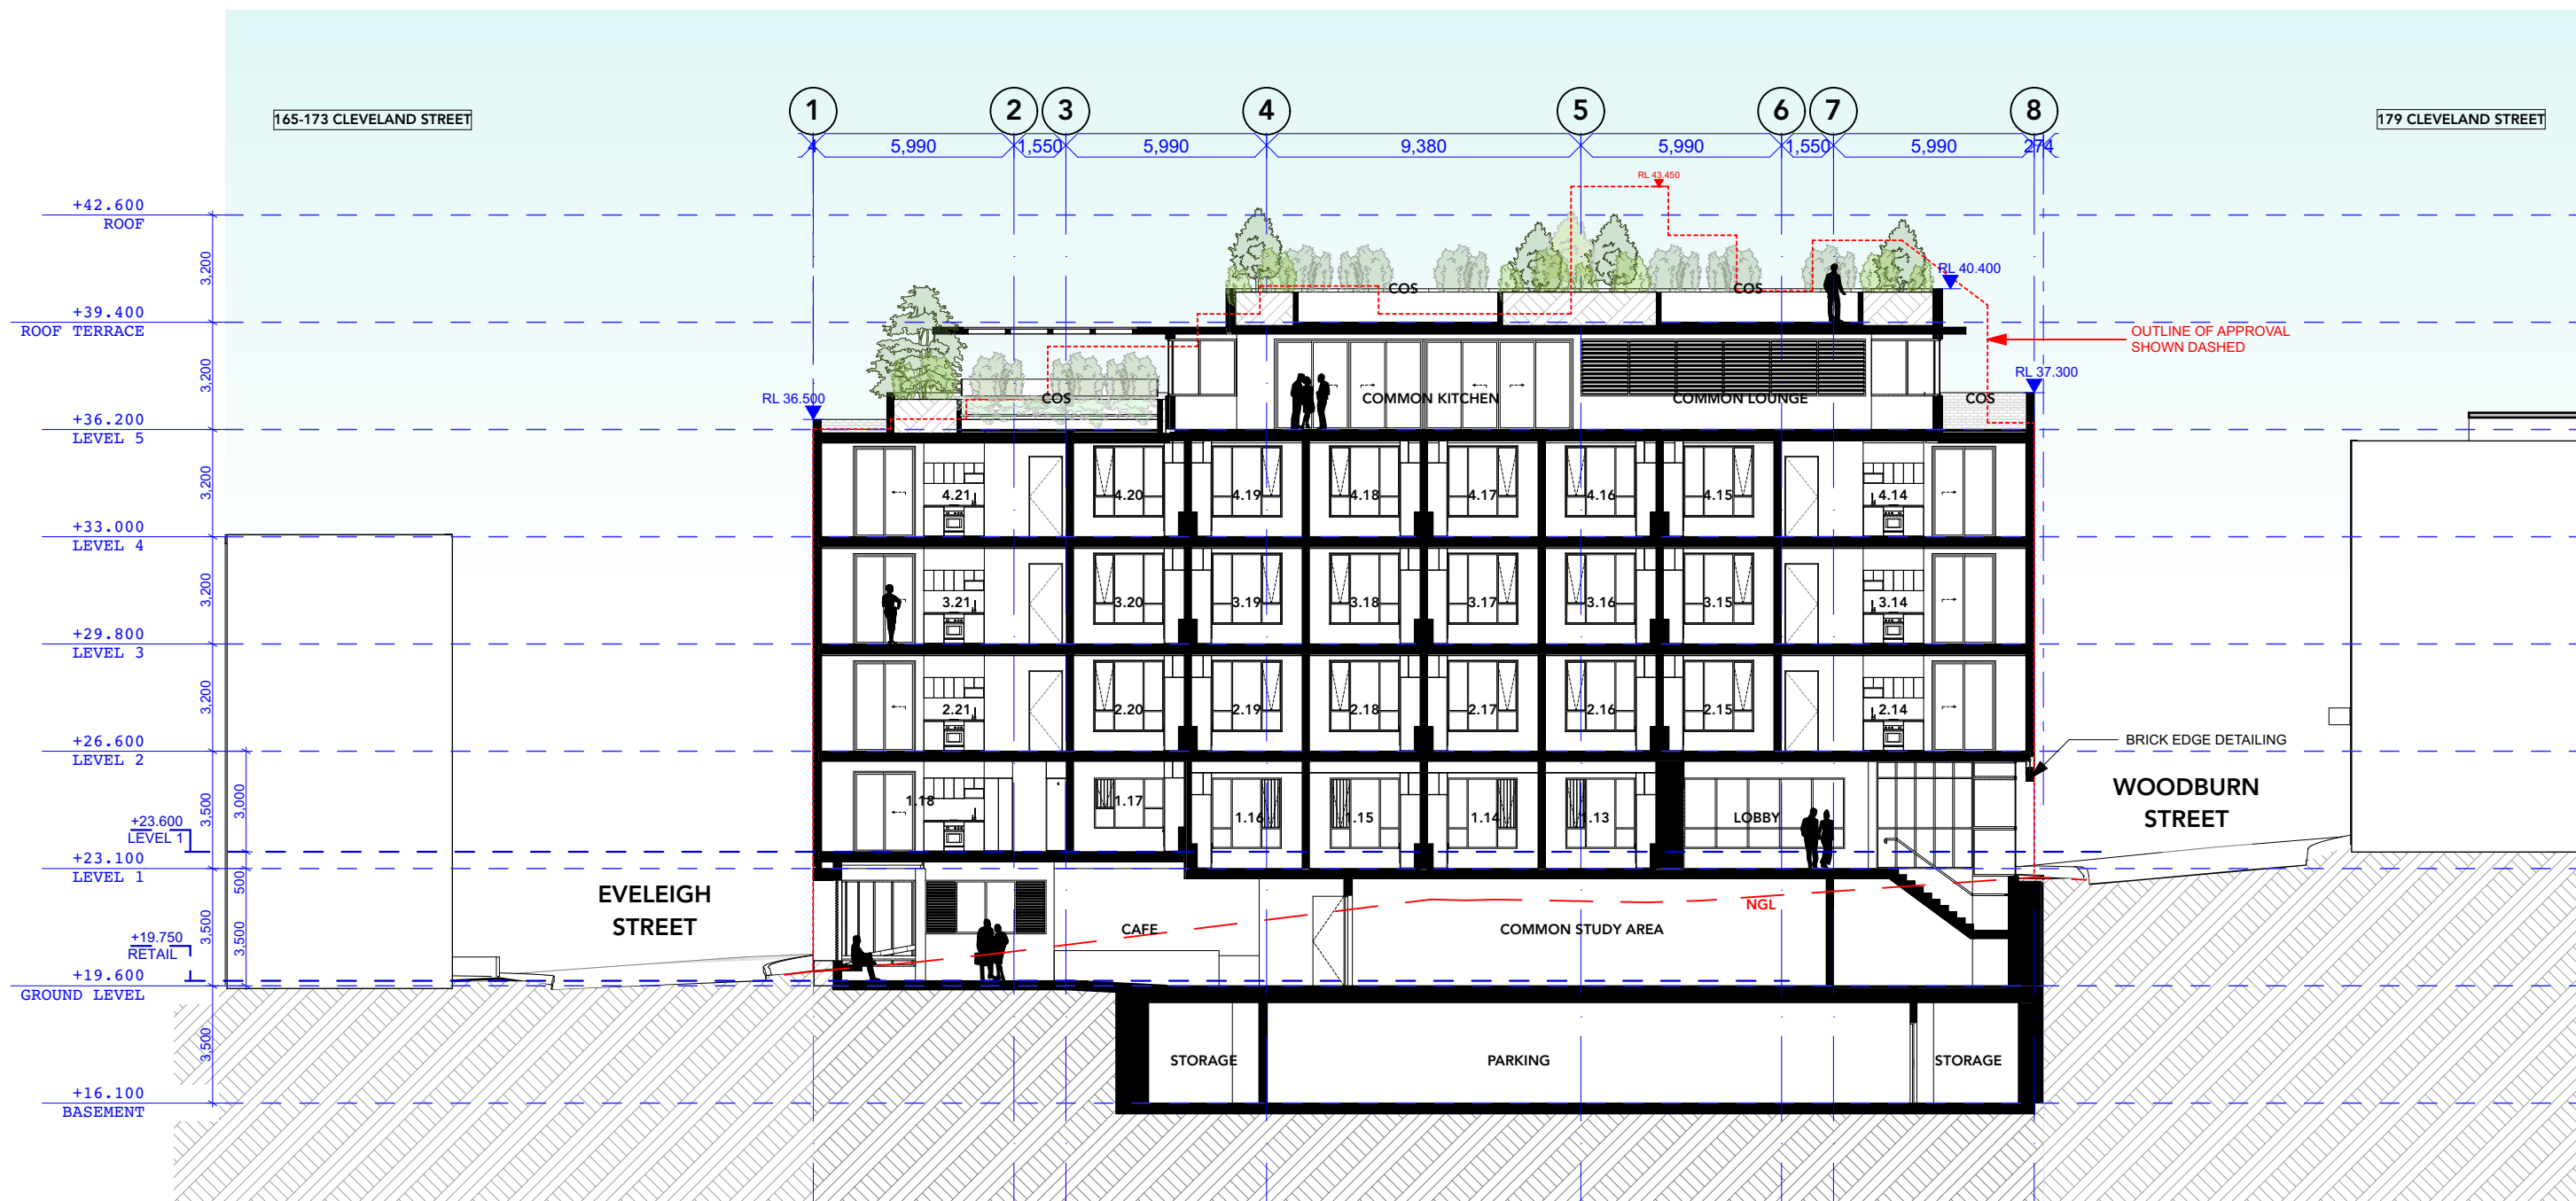 165-173 CLEVELAND STREET
179 CLEVELAND STREET
1 2 3 4 5 6 7 8
4 5,990 1,550 5,990 9,380 5,990 1,550 5,990 274
RL 43.450
+42.600
ROOF
3,200
RL 40.400
COS COS
+39.400
ROOF TERRACE
OUTLINE OF APPROVAL
SHOWN DASHED
3,200
RL 37.300
RL 36.500
COS COMMON KITCHEN COMMON LOUNGE COS
+36.200
LEVEL 5
3,200
4.21 4.20 4.19 4.18 4.17 4.16 4.15 4.14
+33.000
LEVEL 4
3,200
3.21 3.20 3.19 3.18 3.17 3.16 3.15 3.14
+29.800
LEVEL 3
3,200
2.21 2.20 2.19 2.18 2.17 2.16 2.15 2.14
+26.600
LEVEL 2
BRICK EDGE DETAILING
WOODBURN
STREET
3,500 3,000
1.18 1.17 1.16 1.15 1.14 1.13 LOBBY
+23.600
LEVEL 1
+23.100
LEVEL 1
500
EVELEIGH
STREET
NGL
3,500 3,500
CAFE COMMON STUDY AREA
+19.750
RETAIL
+19.600
GROUND LEVEL
3,500
STORAGE PARKING STORAGE
+16.100
BASEMENT